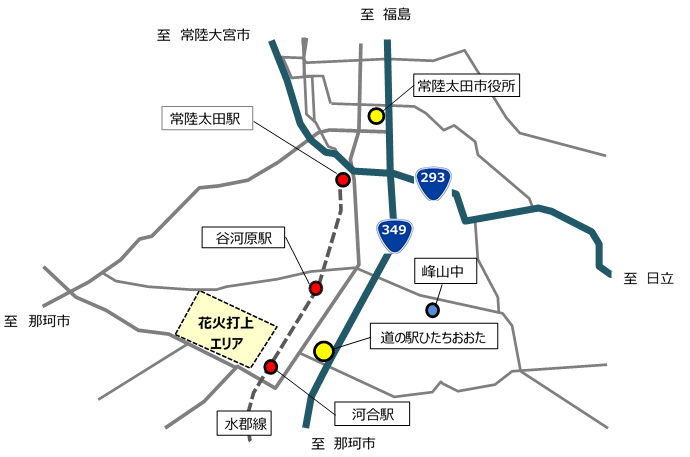 至 福島
至 常陸大宮市
常陸太田市役所
常陸太田駅
293
349
谷河原駅
峰山中
至 日立
至 那珂市
花火打上
エリア
道の駅ひたちおおた
河合駅
水郡線
至 那珂市